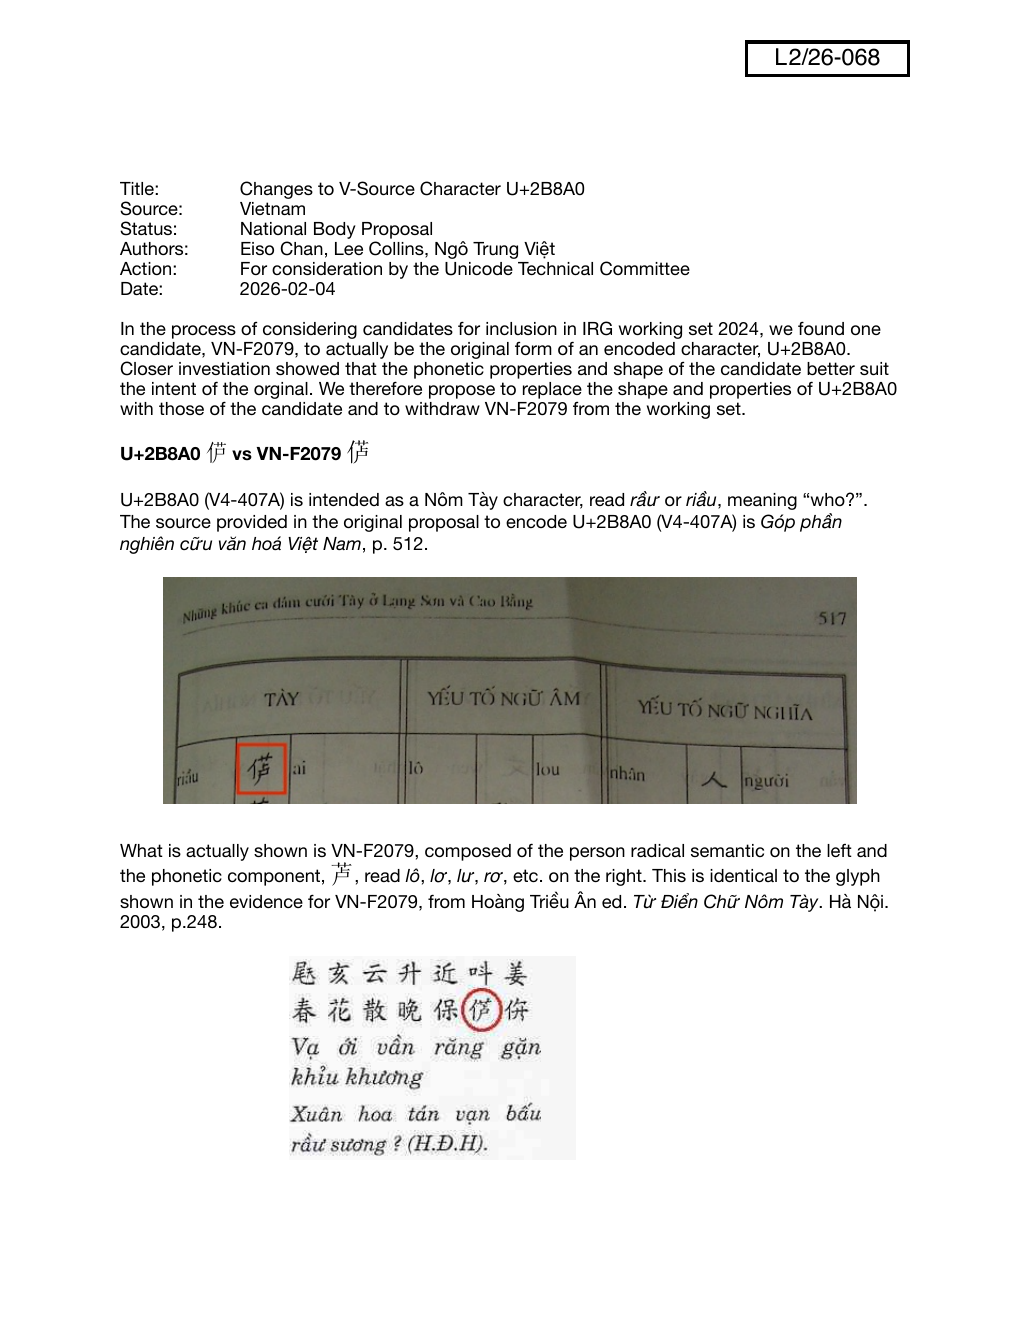 L2/26-068
Title: Changes to V-Source Character U+2B8A0
Source: Vietnam
Status: National Body Proposal
Authors: Eiso Chan, Lee Collins, Ngô Trung Việt
Action: For consideration by the Unicode Technical Committee
Date: 2026-02-04
In the process of considering candidates for inclusion in IRG working set 2024, we found one
candidate, VN-F2079, to actually be the original form of an encoded character, U+2B8A0.
Closer investiation showed that the phonetic properties and shape of the candidate better suit
the intent of the orginal. We therefore propose to replace the shape and properties of U+2B8A0
with those of the candidate and to withdraw VN-F2079 from the working set.
U+2B8A0 𫢠 vs VN-F2079
U+2B8A0 (V4-407A) is intended as a Nôm Tày character, read rầư or riầu, meaning “who?”.
The source provided in the original proposal to encode U+2B8A0 (V4-407A) is Góp phần
nghiên cữu văn hoá Việt Nam, p. 512.
Những khúc ca đám cưới Tày ở Lạng Sơn và Cao Bằng
517
TÀY YẾU TỐ NGỮ ÂM YẾU TỐ NGỮ NGHĨA
riầu ai lô lou nhân 人 người
What is actually shown is VN-F2079, composed of the person radical semantic on the left and
the phonetic component, 芦, read lô, lơ, lư, rơ, etc. on the right. This is identical to the glyph
shown in the evidence for VN-F2079, from Hoàng Triều Ân ed. Từ Điển Chữ Nôm Tày. Hà Nội.
2003, p.248.
亥云升近呌姜
春花散晚保
Vạ ới vần răng gặn
khỉu khương
Xuân hoa tán vạn bấu
rầư sương ? (H.Đ.H).